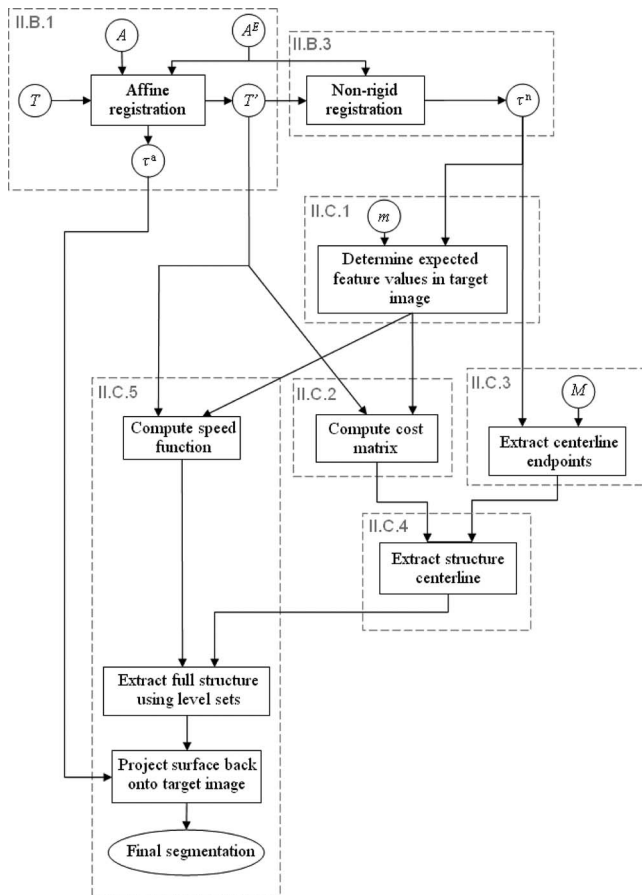 II.B.1
A
A^E
II.B.3
T
Affine
registration
T'
Non-rigid
registration
τ^n
τ^a
II.C.1
m
Determine expected
feature values in target
image
II.C.5
II.C.2
II.C.3
M
Compute speed
function
Compute cost
matrix
Extract centerline
endpoints
II.C.4
Extract structure
centerline
Extract full structure
using level sets
Project surface back
onto target image
Final segmentation